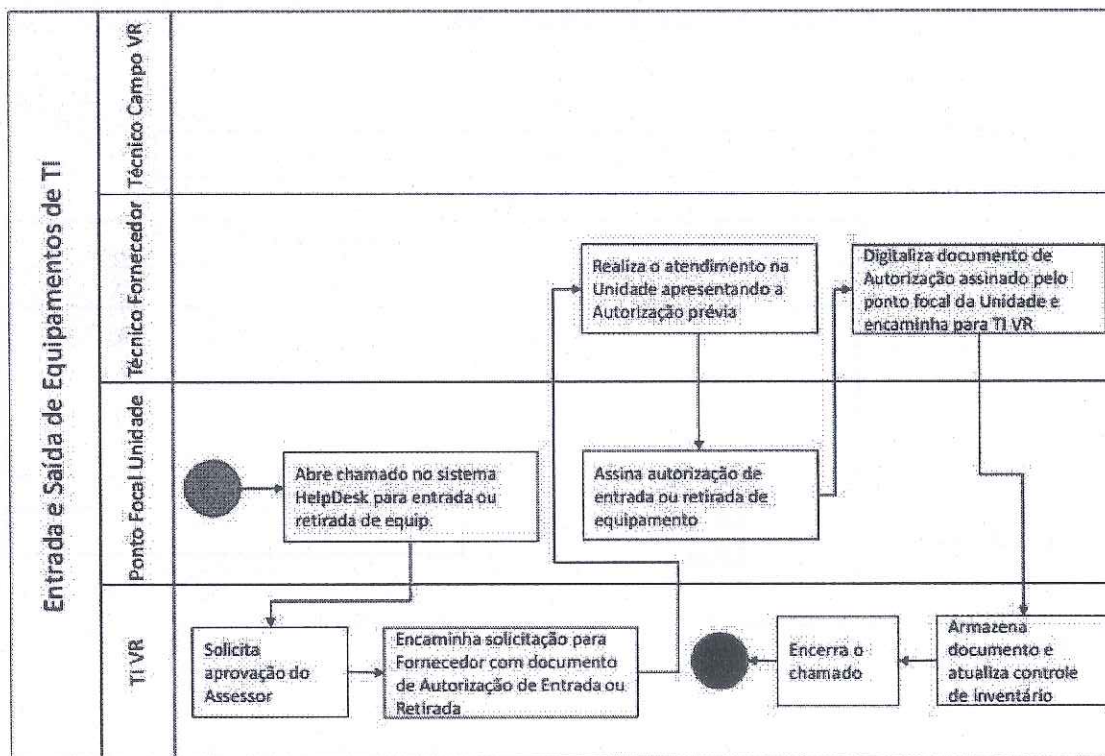 Entrada e Saída de Equipamentos de TI
Técnico Campo VR
Técnico Fornecedor
Realiza o atendimento na
Unidade apresentando a
Autorização prévia
Digitaliza documento de
Autorização assinado pelo
ponto focal da Unidade e
encaminha para TI VR
Ponto Focal Unidade
Abre chamado no sistema
HelpDesk para entrada ou
retirada de equip.
Assina autorização de
entrada ou retirada de
equipamento
TI VR
Solicita
aprovação do
Assessor
Encaminha solicitação para
Fornecedor com documento
de Autorização de Entrada ou
Retirada
Encerra o
chamado
Armazena
documento e
atualiza controle
de inventário